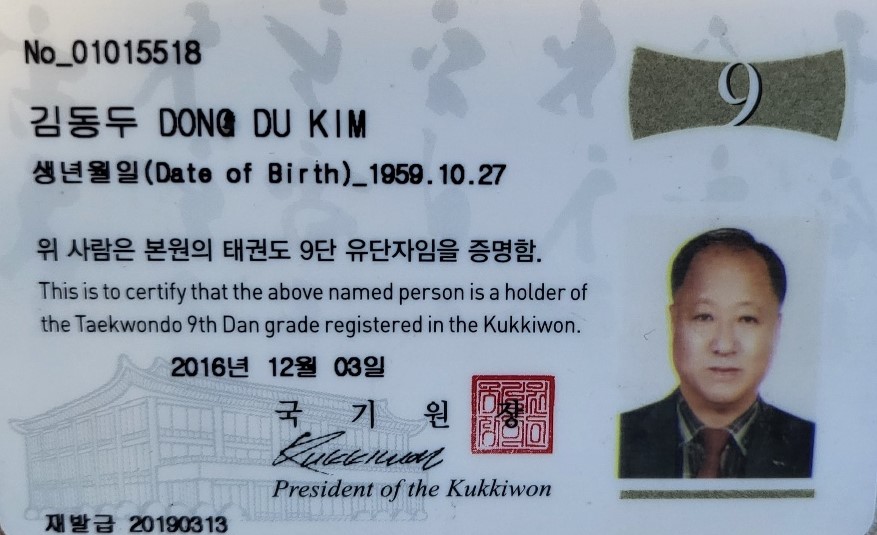 No_01015518
9
김동두 DONG DU KIM
생년월일(Date of Birth)_1959.10.27
위 사람은 본원의 태권도 9단 유단자임을 증명함.
This is to certify that the above named person is a holder of
the Taekwondo 9th Dan grade registered in the Kukkiwon.
2016년 12월 03일
국 기 원 장
Kukkiwon
President of the Kukkiwon
재발급 20190313